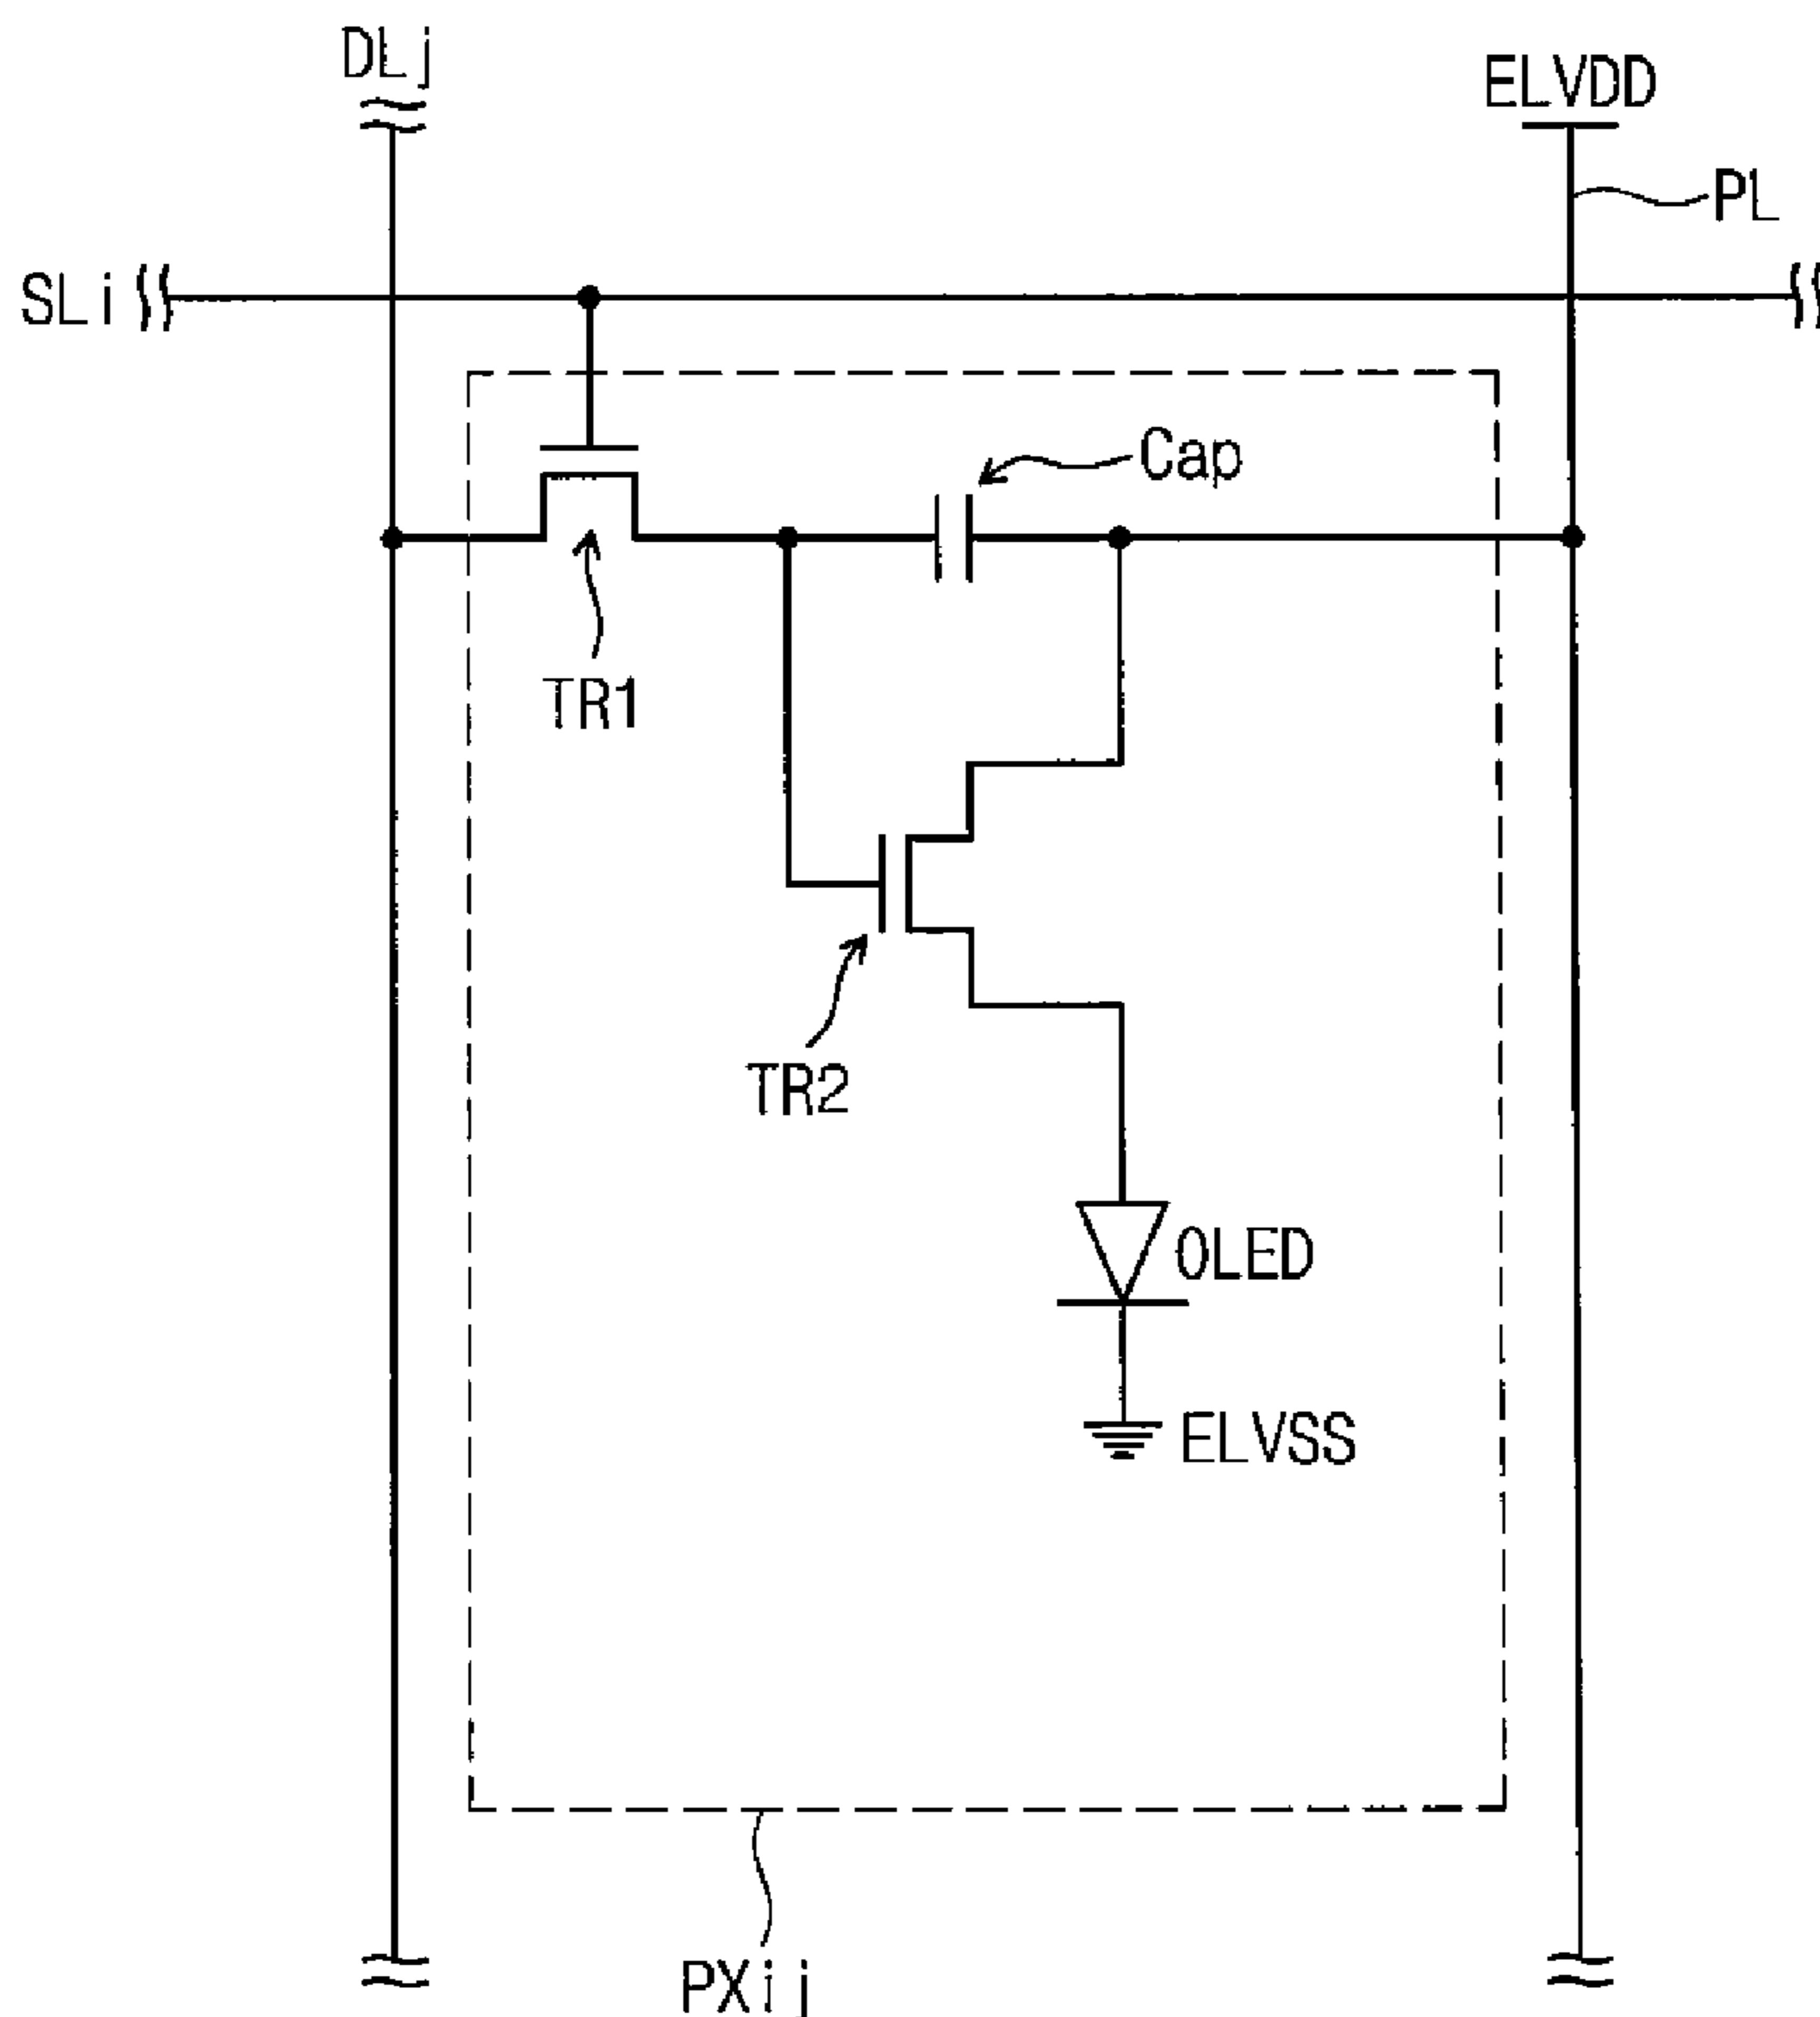 DLj
ELVDD
PL
SLi
Cap
TR1
TR2
OLED
ELVSS
PXij